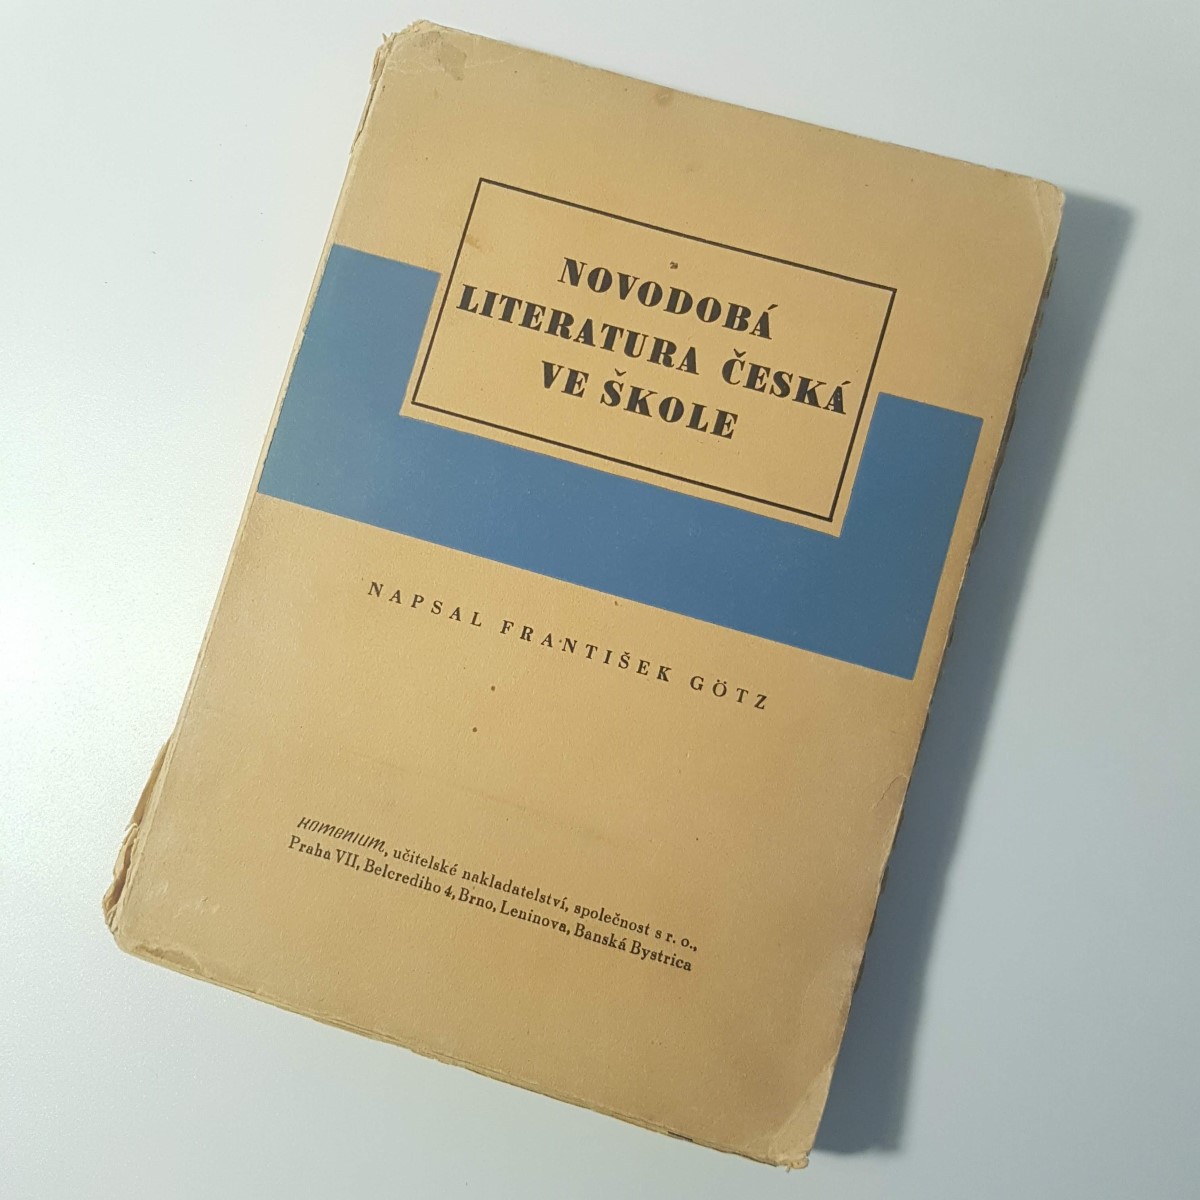 NOVODOBÁ
LITERATURA ČESKÁ
VE ŠKOLE
NAPSAL FRANTIŠEK GÖTZ
Komenium, učitelské nakladatelství, společnost s r. o.,
Praha VII, Belcrediho 4, Brno, Leninova, Banská Bystrica